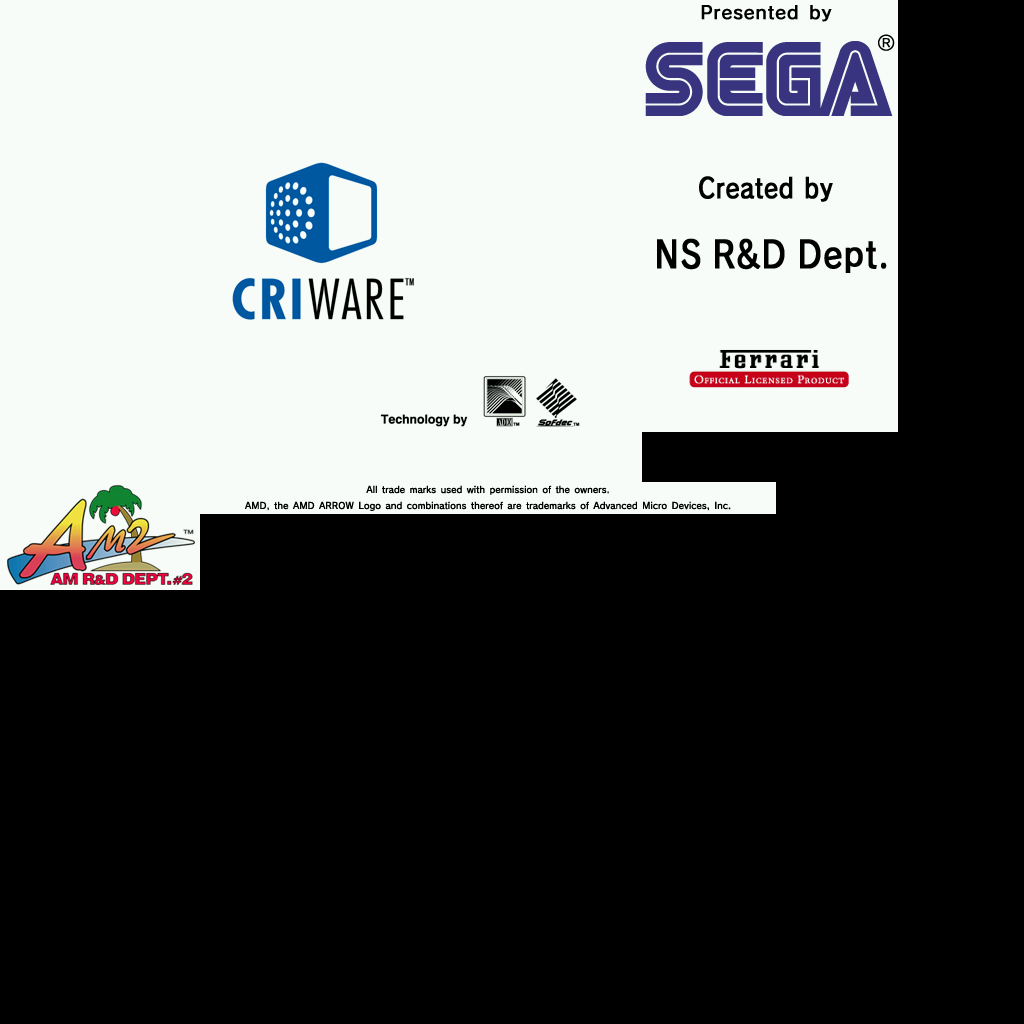 Presented by
SEGA®
Created by
NS R&D Dept.
CRIWARE™
Ferrari
OFFICIAL LICENSED PRODUCT
Technology by
ADX™
Sofdec™
All trade marks used with permission of the owners.
AMD, the AMD ARROW Logo and combinations thereof are trademarks of Advanced Micro Devices, Inc.
AM2™
AM R&D DEPT.#2